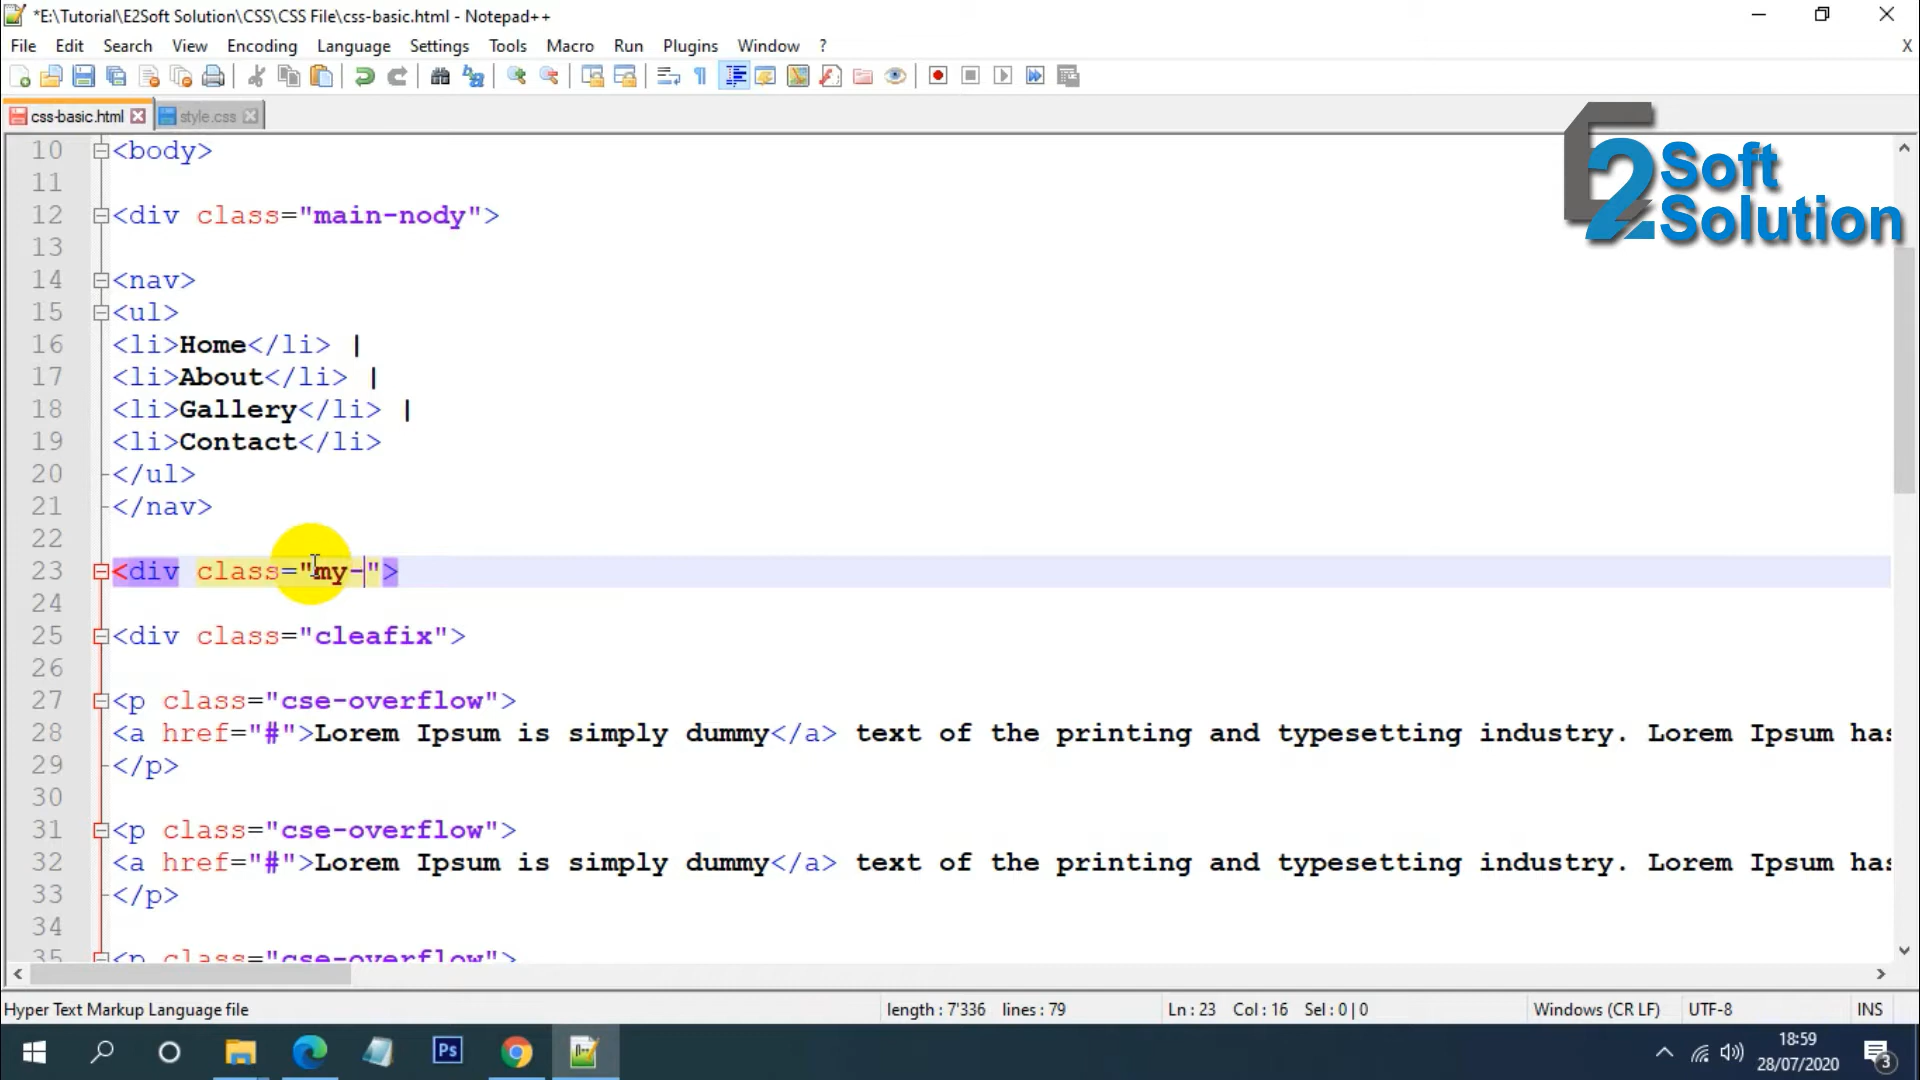 *E:\Tutorial\E2Soft Solution\CSS\CSS File\css-basic.html - Notepad++
File Edit Search View Encoding Language Settings Tools Macro Run Plugins Window ? X
css-basic.html style.css
E2 Soft Solution
10 <body>
11
12 <div class="main-nody">
13
14 <nav>
15 <ul>
16 <li>Home</li> |
17 <li>About</li> |
18 <li>Gallery</li> |
19 <li>Contact</li>
20 </ul>
21 </nav>
22
23 <div class="my-">
24
25 <div class="cleafix">
26
27 <p class="cse-overflow">
28 <a href="#">Lorem Ipsum is simply dummy</a> text of the printing and typesetting industry. Lorem Ipsum has
29 </p>
30
31 <p class="cse-overflow">
32 <a href="#">Lorem Ipsum is simply dummy</a> text of the printing and typesetting industry. Lorem Ipsum has
33 </p>
34
35 <p class="cse-overflow">
Hyper Text Markup Language file length : 7'336 lines : 79 Ln : 23 Col : 16 Sel : 0 | 0 Windows (CR LF) UTF-8 INS
Ps
18:59
28/07/2020
3